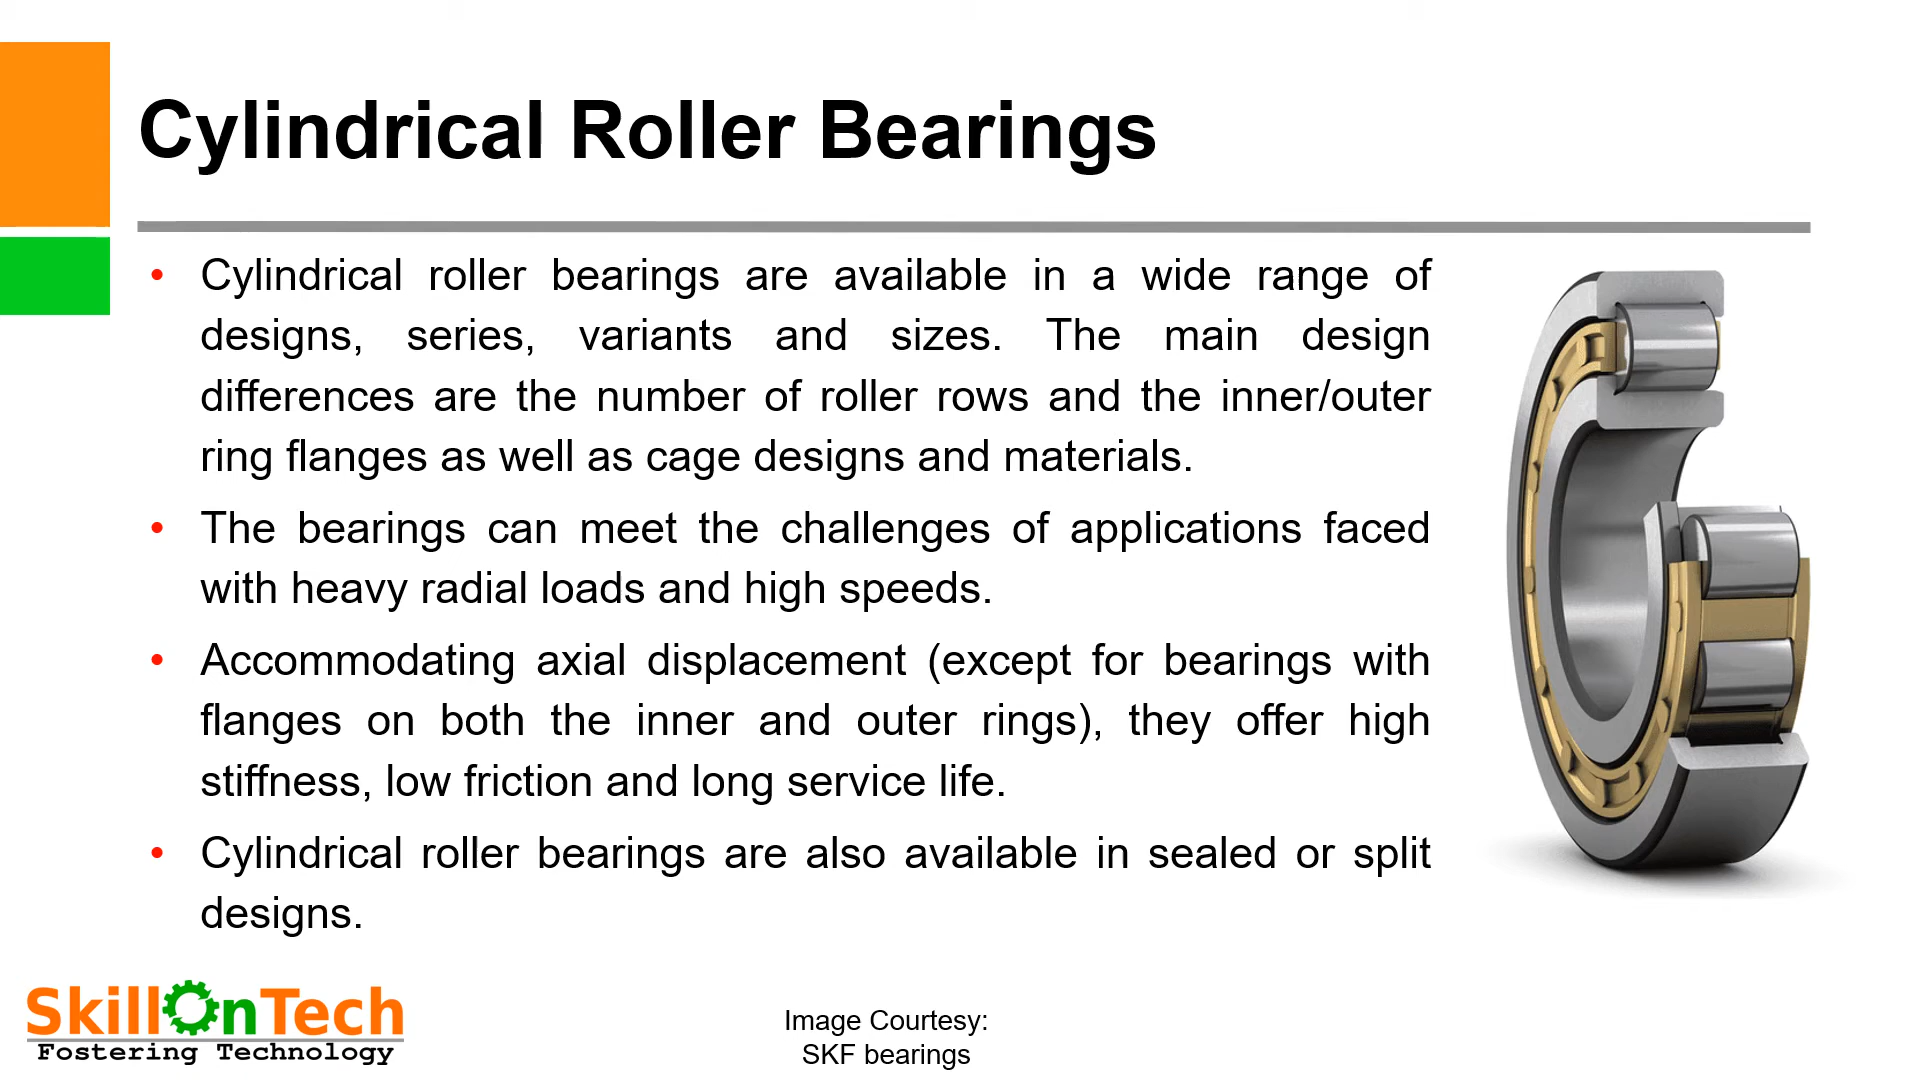 Cylindrical Roller Bearings
• Cylindrical roller bearings are available in a wide range of
designs, series, variants and sizes. The main design
differences are the number of roller rows and the inner/outer
ring flanges as well as cage designs and materials.
• The bearings can meet the challenges of applications faced
with heavy radial loads and high speeds.
• Accommodating axial displacement (except for bearings with
flanges on both the inner and outer rings), they offer high
stiffness, low friction and long service life.
• Cylindrical roller bearings are also available in sealed or split
designs.
SkillOnTech
Fostering Technology
Image Courtesy:
SKF bearings